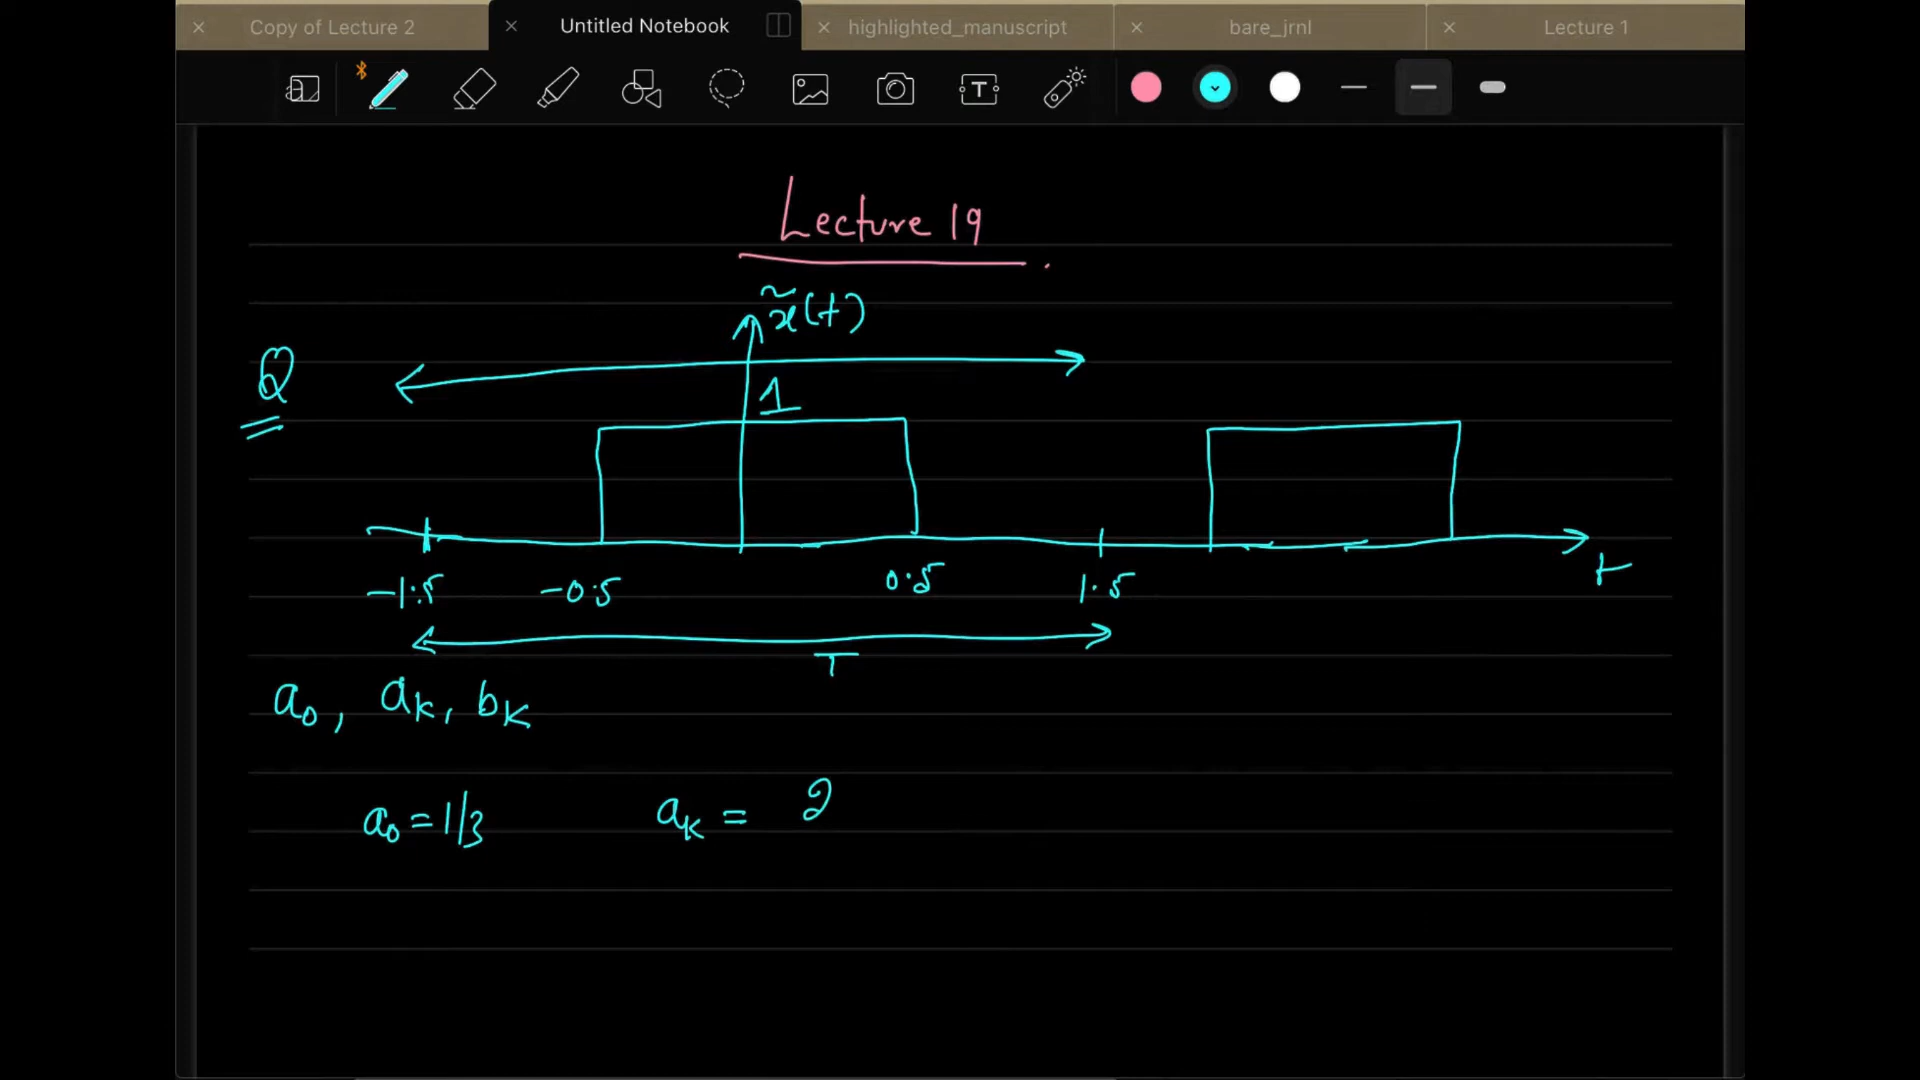 Copy of Lecture 2
Untitled Notebook
highlighted_manuscript
bare_jrnl
Lecture 1
Lecture 19
x̃(t)
Q
1
-1.5 -0.5 0.5 1.5 t
T
a₀, aₖ, bₖ
a₀ = 1/3 aₖ = 2